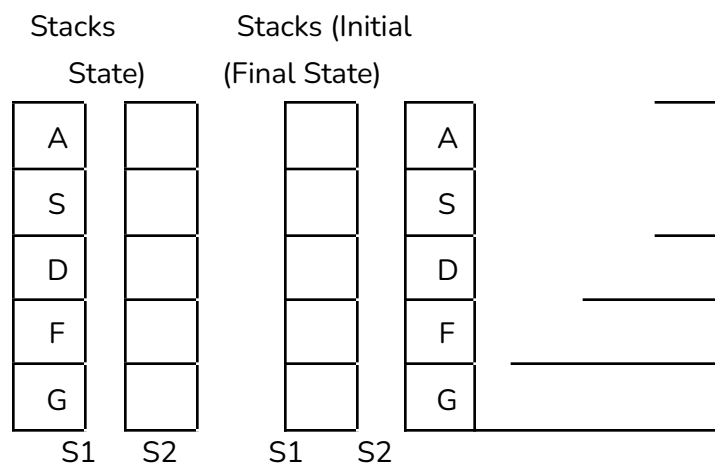 Stacks Stacks (Initial
State) (Final State)
A A
S S
D D
F F
G G
S1 S2 S1 S2